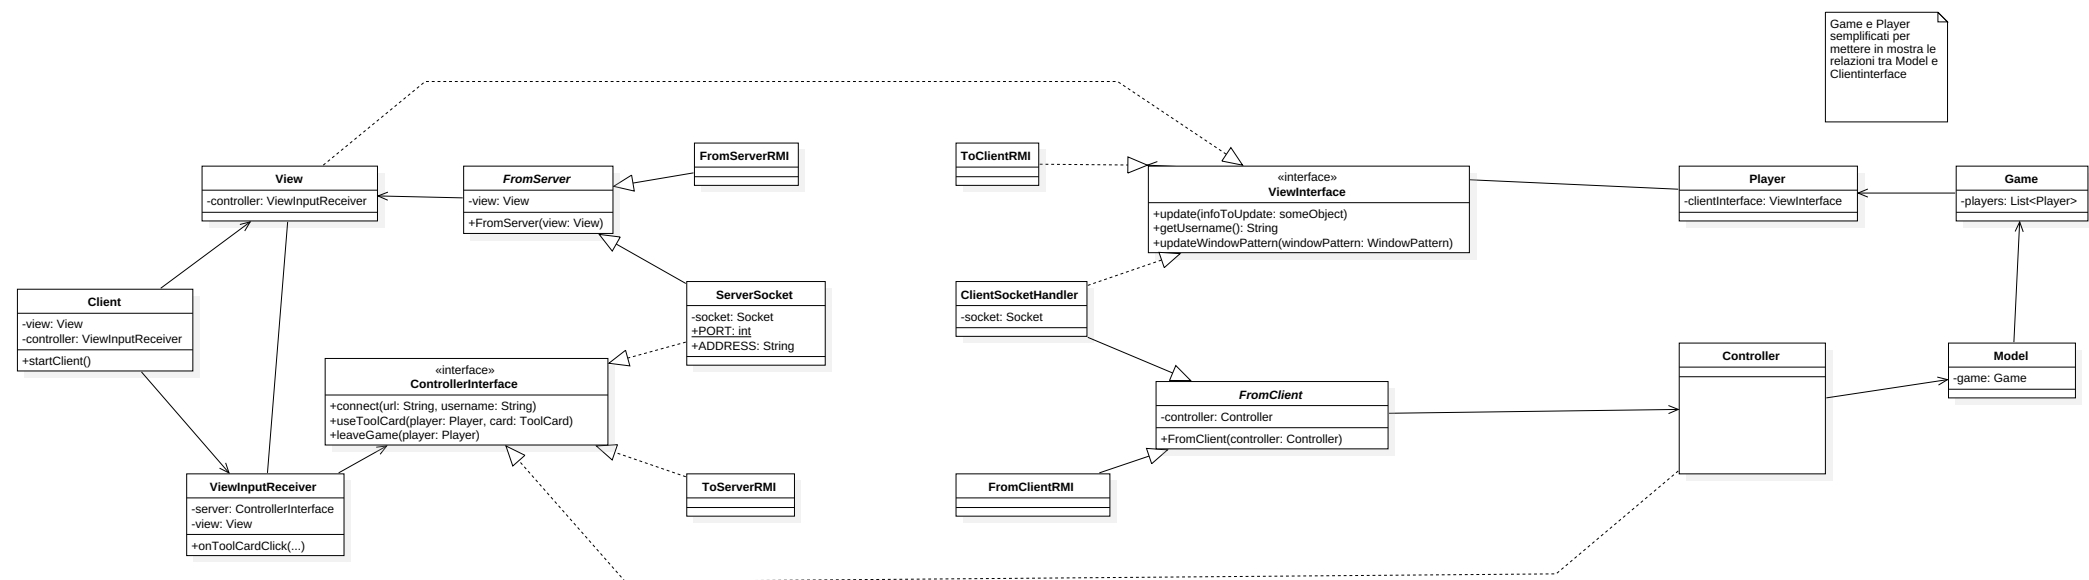 Game e Player
semplificati per
mettere in mostra le
relazioni tra Model e
Clientinterface
View
-controller: ViewInputReceiver
FromServer
-view: View
+FromServer(view: View)
FromServerRMI
ToClientRMI
«interface»
ViewInterface
+update(infoToUpdate: someObject)
+getUsername(): String
+updateWindowPattern(windowPattern: WindowPattern)
Player
-clientInterface: ViewInterface
Game
-players: List<Player>
Client
-view: View
-controller: ViewInputReceiver
+startClient()
ServerSocket
-socket: Socket
+PORT: int
+ADDRESS: String
ClientSocketHandler
-socket: Socket
«interface»
ControllerInterface
+connect(url: String, username: String)
+useToolCard(player: Player, card: ToolCard)
+leaveGame(player: Player)
FromClient
-controller: Controller
+FromClient(controller: Controller)
Controller
Model
-game: Game
ViewInputReceiver
-server: ControllerInterface
-view: View
+onToolCardClick(...)
ToServerRMI
FromClientRMI